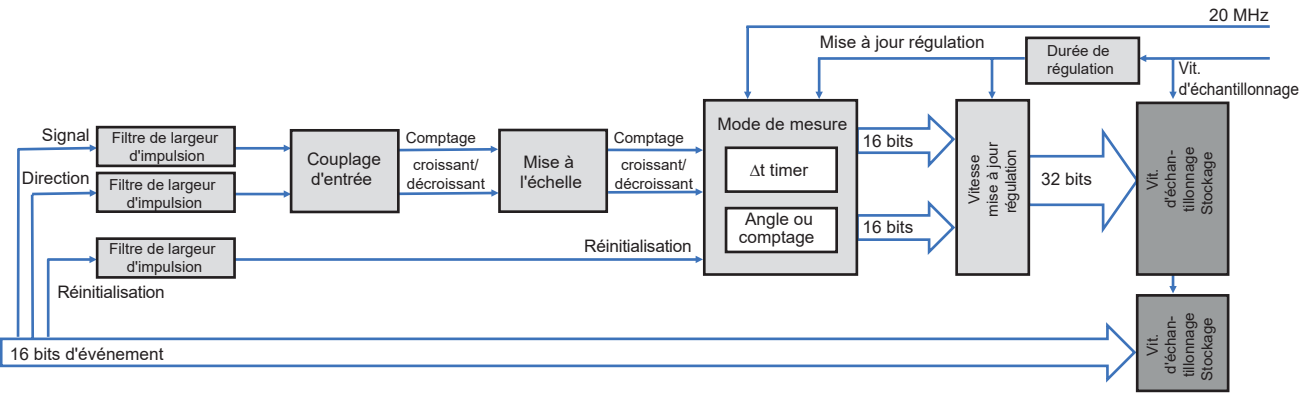 20 MHz
Mise à jour régulation
Durée de
régulation
Vit.
d'échantillonnage
Signal
Filtre de largeur
d'impulsion
Direction
Filtre de largeur
d'impulsion
Couplage
d'entrée
Comptage
croissant/
décroissant
Mise à
l'échelle
Comptage
croissant/
décroissant
Mode de mesure
Δt timer
Angle ou
comptage
16 bits
16 bits
Vitesse
mise à jour
régulation
32 bits
Vit.
d'échan-
tillonnage
Stockage
Filtre de largeur
d'impulsion
Réinitialisation
Réinitialisation
16 bits d'événement
Vit.
d'échan-
tillonnage
Stockage